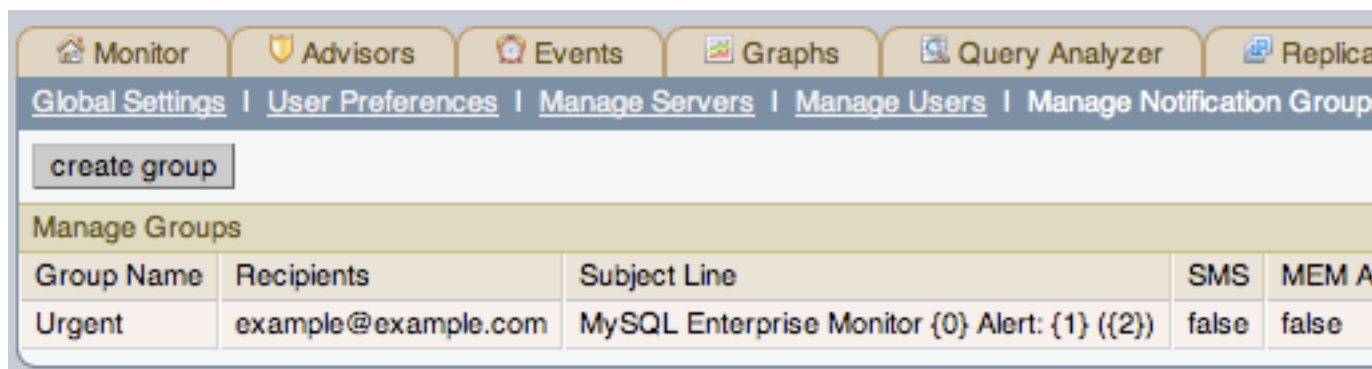 Monitor Advisors Events Graphs Query Analyzer Replica
Global Settings | User Preferences | Manage Servers | Manage Users | Manage Notification Group
create group
Manage Groups
Group Name Recipients Subject Line SMS MEM A
Urgent example@example.com MySQL Enterprise Monitor {0} Alert: {1} ({2}) false false